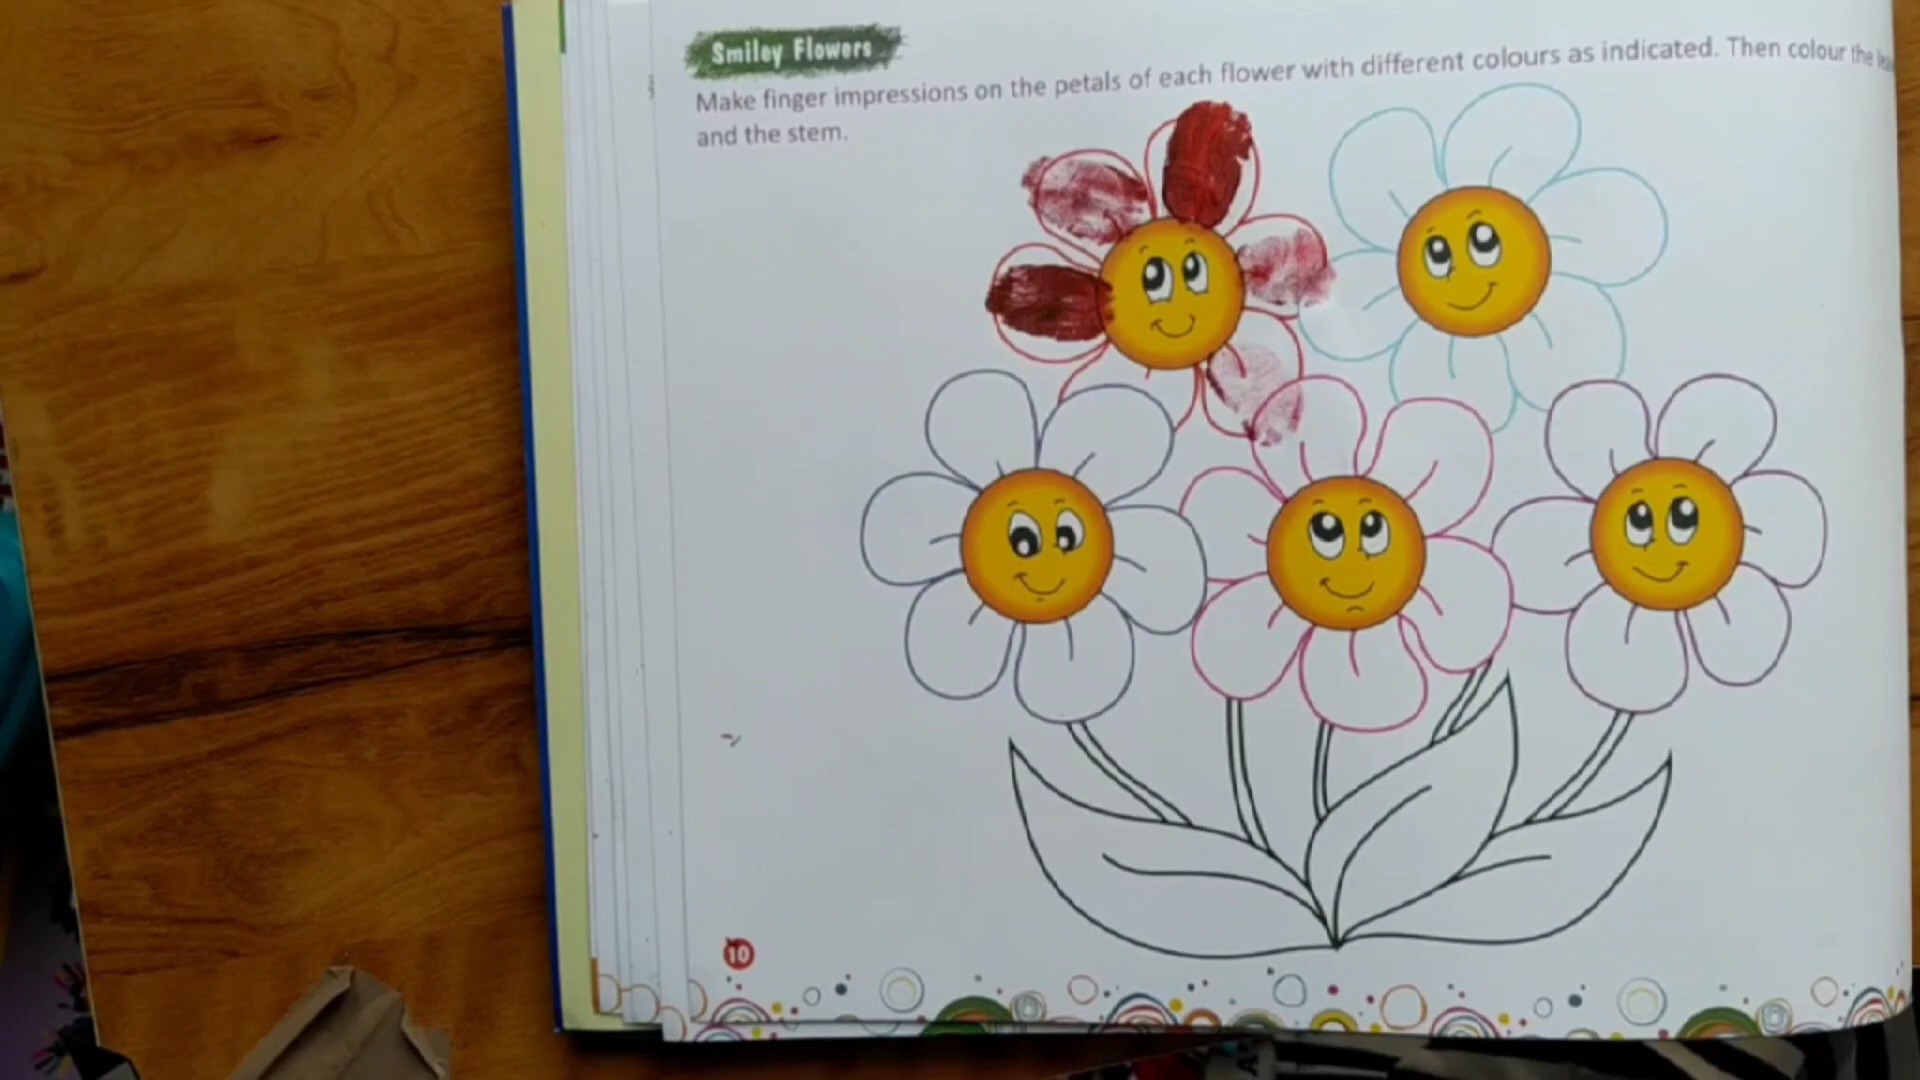 Smiley Flowers
Make finger impressions on the petals of each flower with different colours as indicated. Then colour the
and the stem.
10